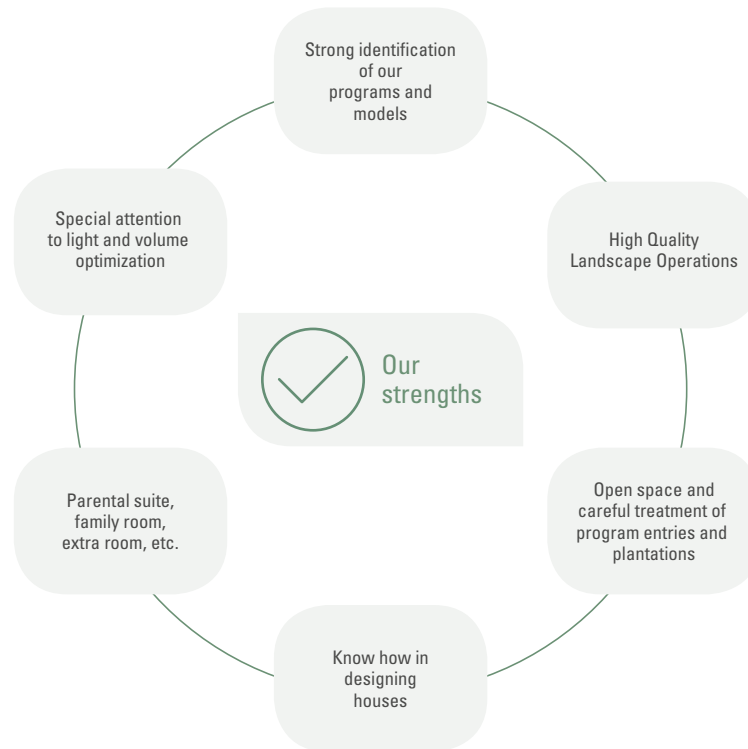 Strong identification
of our
programs and
models
Special attention
to light and volume
optimization
High Quality
Landscape Operations
Our
strengths
Parental suite,
family room,
extra room, etc.
Open space and
careful treatment of
program entries and
plantations
Know how in
designing
houses